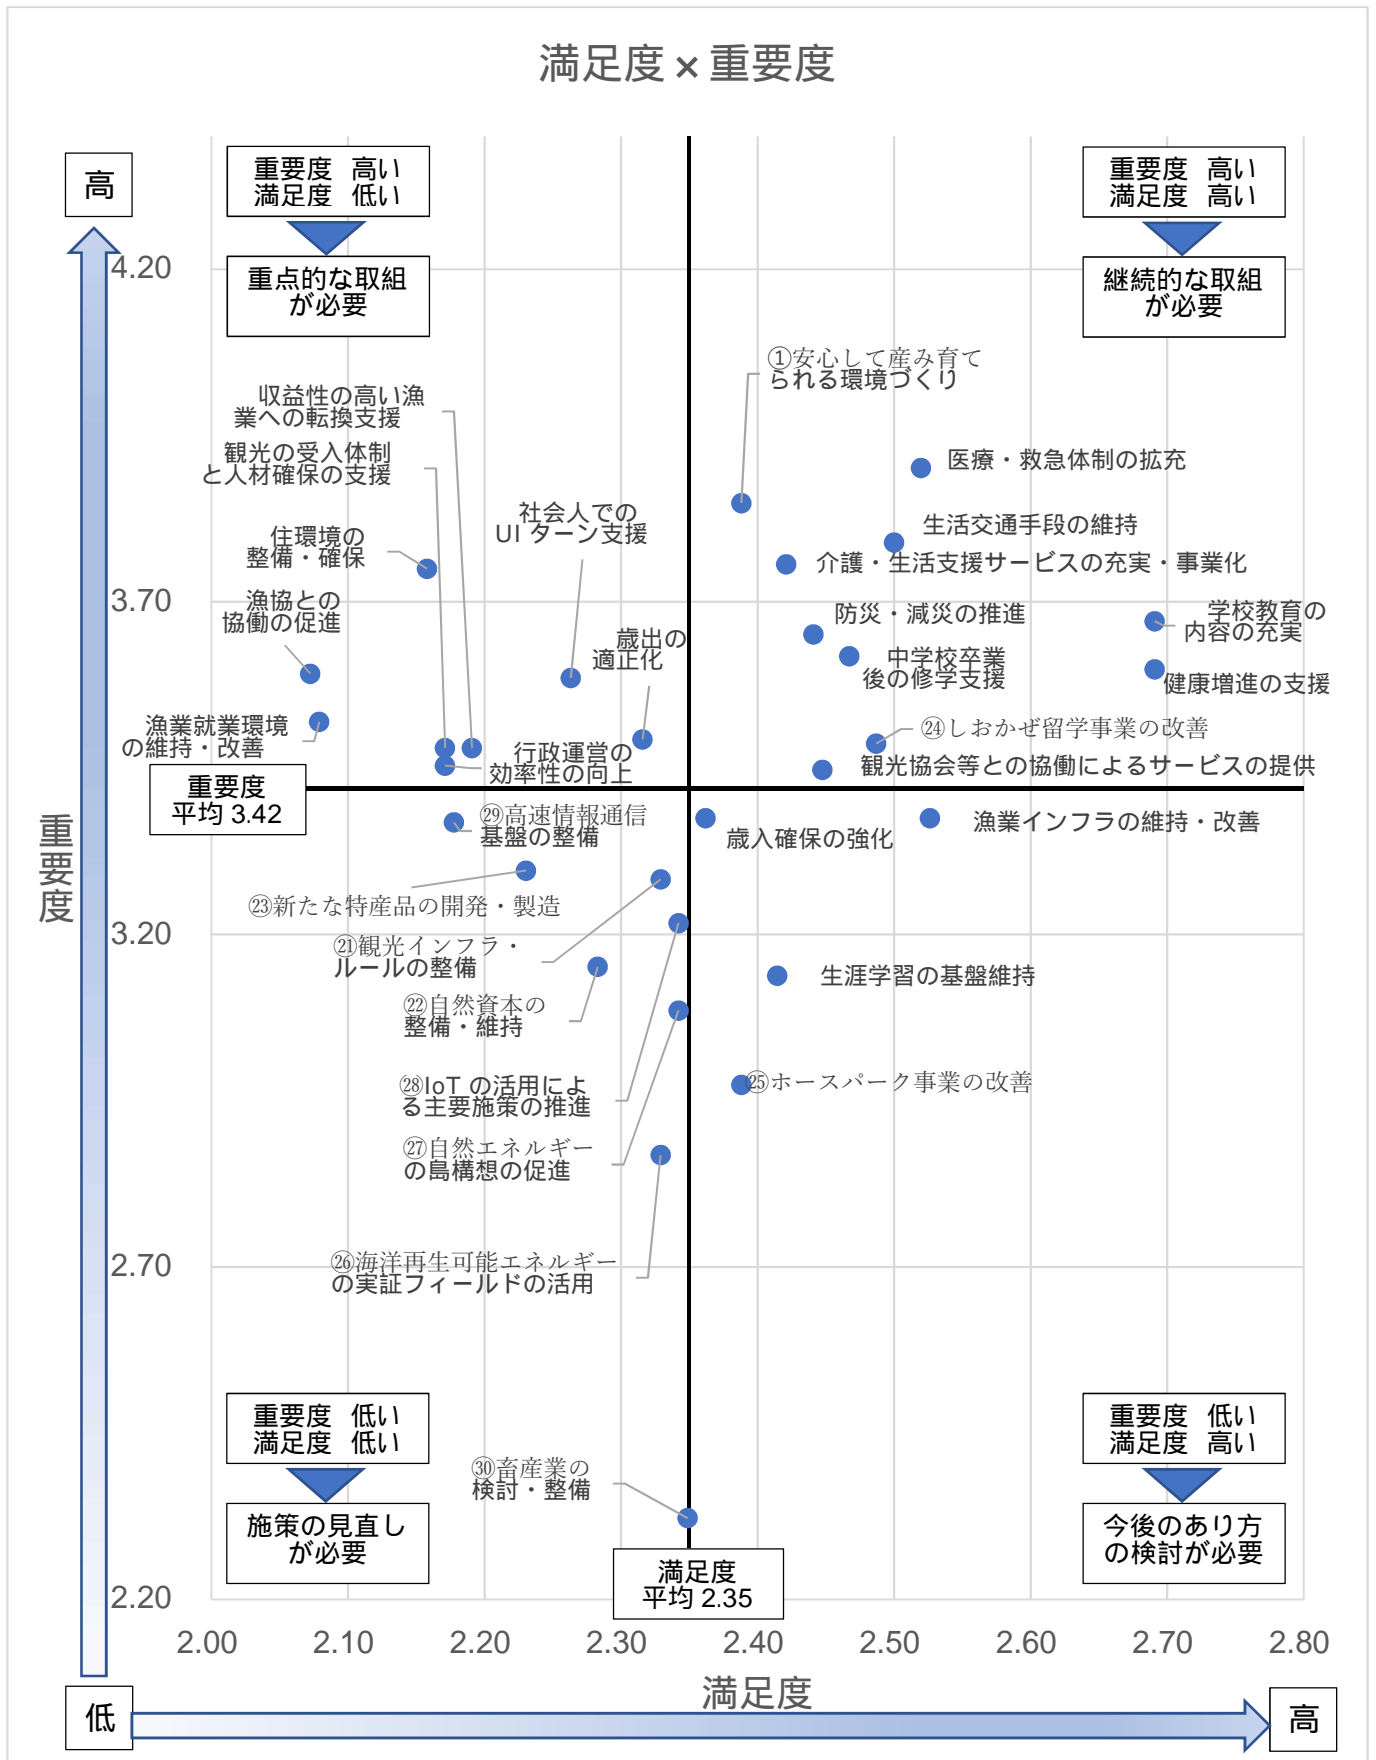 満足度×重要度
高
重要度 高い
満足度 低い
重点的な取組
が必要
重要度 高い
満足度 高い
継続的な取組
が必要
4.20
①安心して産み育て
られる環境づくり
収益性の高い漁
業への転換支援
観光の受入体制
と人材確保の支援
医療・救急体制の拡充
社会人での
UI ターン支援
生活交通手段の維持
住環境の
整備・確保
介護・生活支援サービスの充実・事業化
3.70
漁協との
協働の促進
防災・減災の推進
学校教育の
内容の充実
歳出の
適正化
中学校卒業
後の修学支援
健康増進の支援
漁業就業環境
の維持・改善
㉔しおかぜ留学事業の改善
行政運営の
効率性の向上
観光協会等との協働によるサービスの提供
重要度
平均 3.42
㉙高速情報通信
基盤の整備
歳入確保の強化
漁業インフラの維持・改善
重要度
㉓新たな特産品の開発・製造
3.20
㉑観光インフラ・
ルールの整備
生涯学習の基盤維持
㉒自然資本の
整備・維持
㉘IoT の活用によ
る主要施策の推進
㉕ホースパーク事業の改善
㉗自然エネルギー
の島構想の促進
2.70
㉖海洋再生可能エネルギー
の実証フィールドの活用
重要度 低い
満足度 低い
施策の見直し
が必要
㉚畜産業の
検討・整備
重要度 低い
満足度 高い
今後のあり方
の検討が必要
満足度
平均 2.35
2.20
2.00 2.10 2.20 2.30 2.40 2.50 2.60 2.70 2.80
満足度
低
高